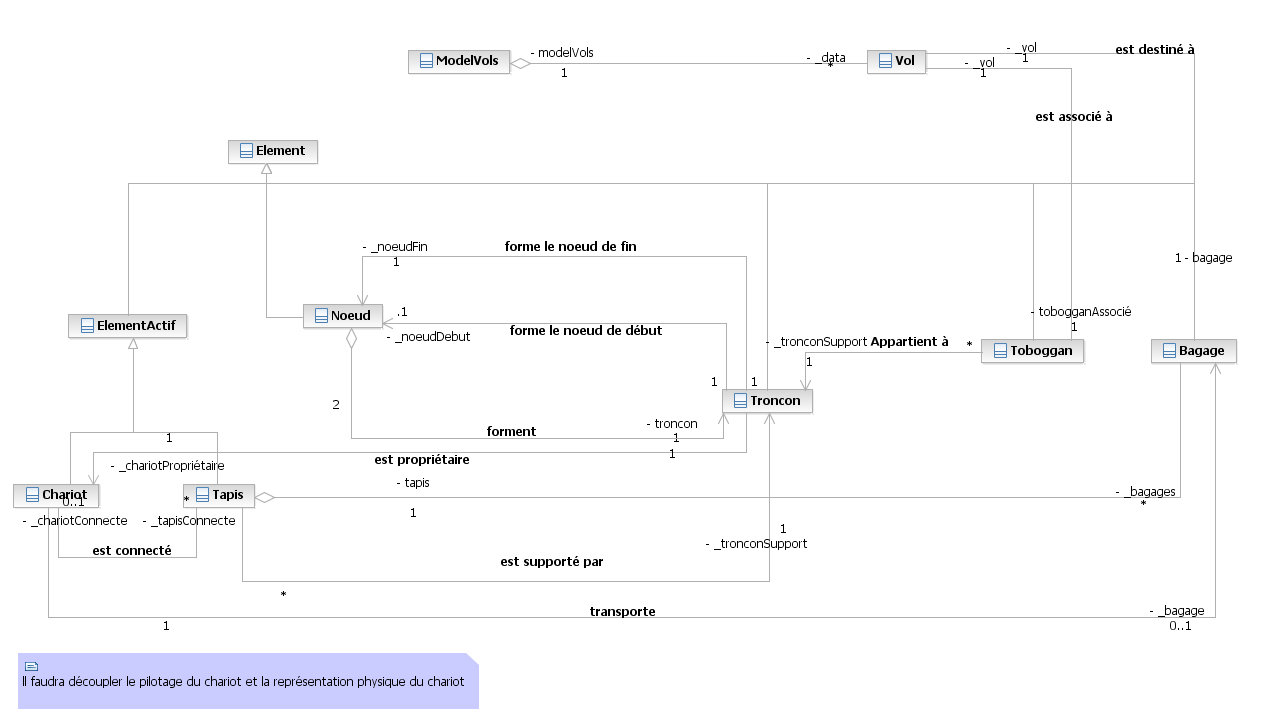 - modelVols
ModelVols
1
- _data
*
Vol
- _vol
1
est destiné à
- _vol
1
est associé à
Element
- _noeudFin
1
forme le noeud de fin
1 - bagage
ElementActif
Noeud
.1
forme le noeud de début
- _noeudDebut
- tobogganAssocié
1
- _tronconSupport
Appartient à
*
1
Toboggan
Bagage
1
1
Troncon
2
forment
- troncon
1
1
1
est propriétaire
- _chariotPropriétaire
Chariot
0..1
*
Tapis
- tapis
1
- _bagages
*
- _chariotConnecte
- _tapisConnecte
est connecté
1
- _tronconSupport
est supporté par
*
transporte
1
- _bagage
0..1
Il faudra découpler le pilotage du chariot et la représentation physique du chariot